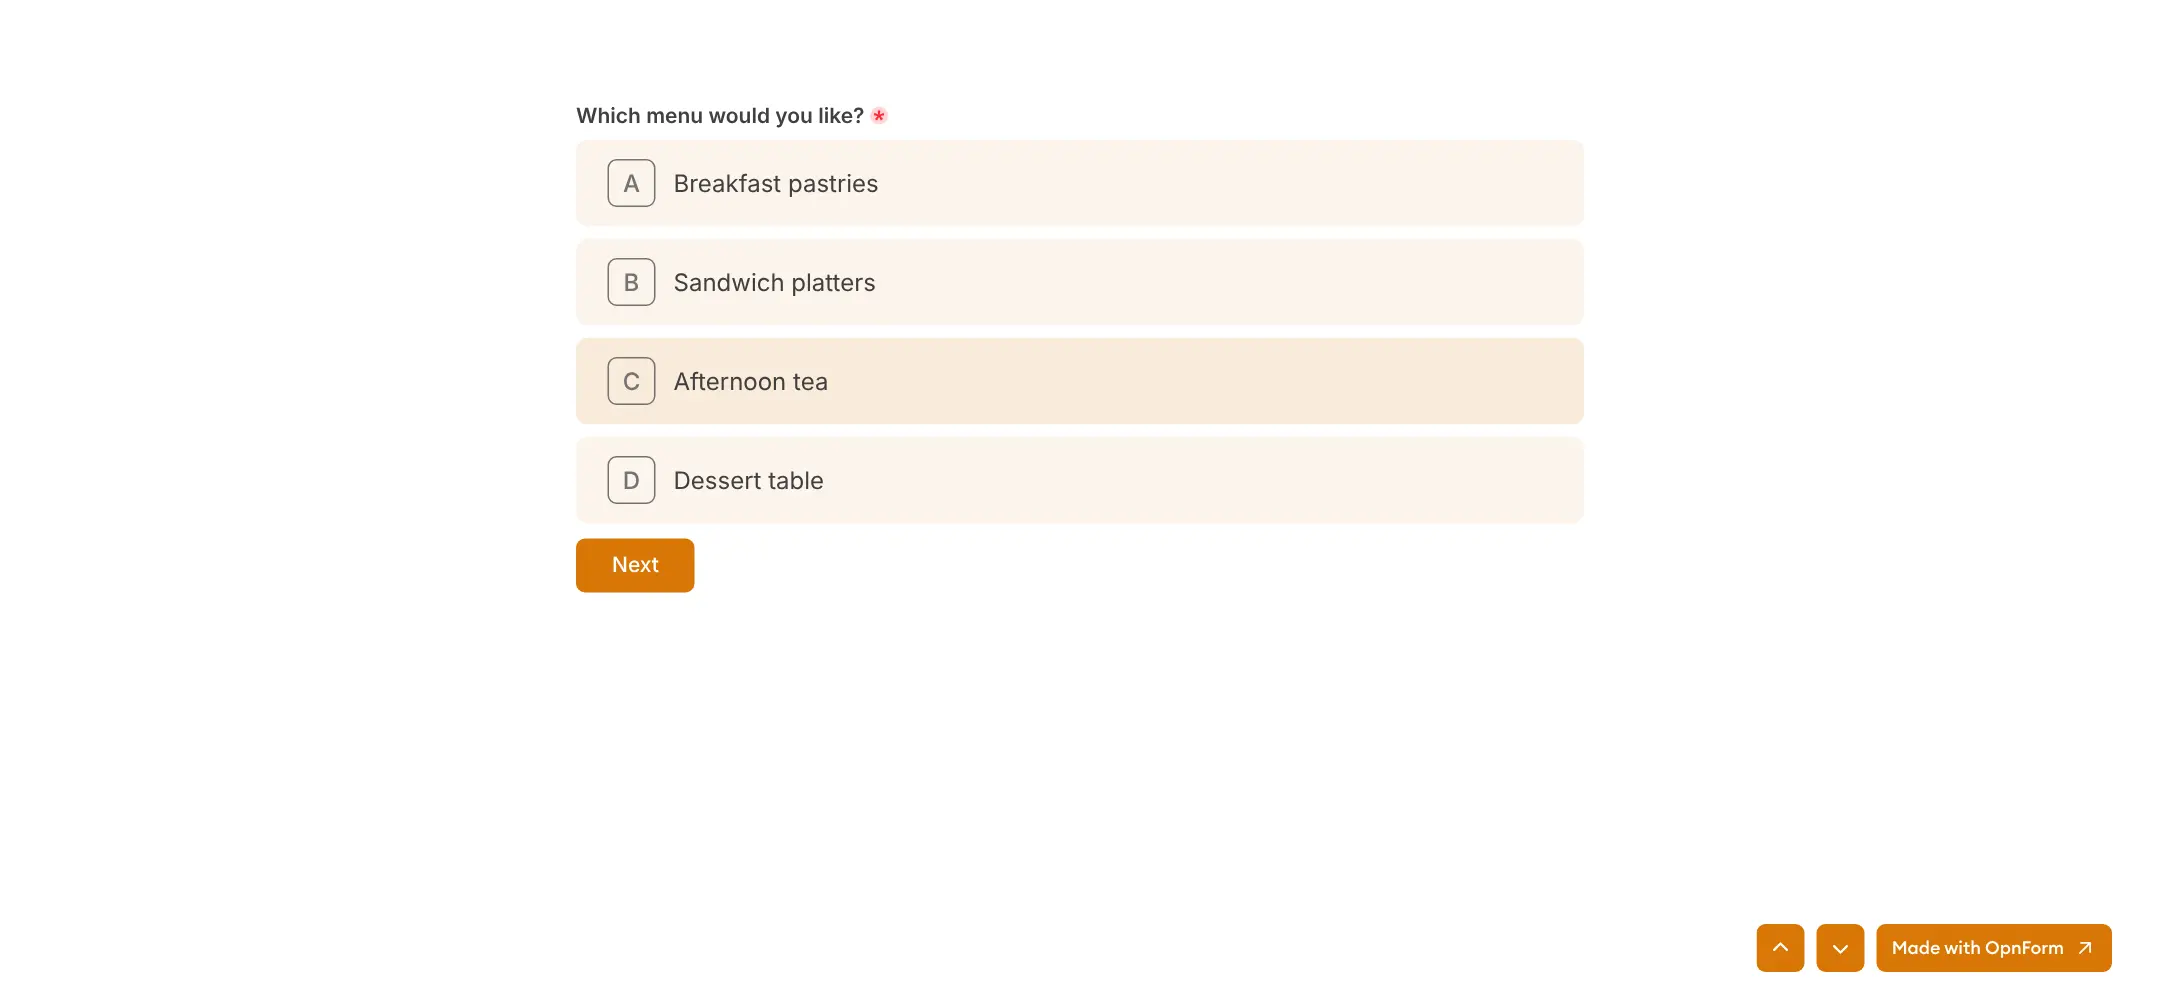 Which menu would you like? *
A Breakfast pastries
B Sandwich platters
C Afternoon tea
D Dessert table
Next
Made with OpnForm